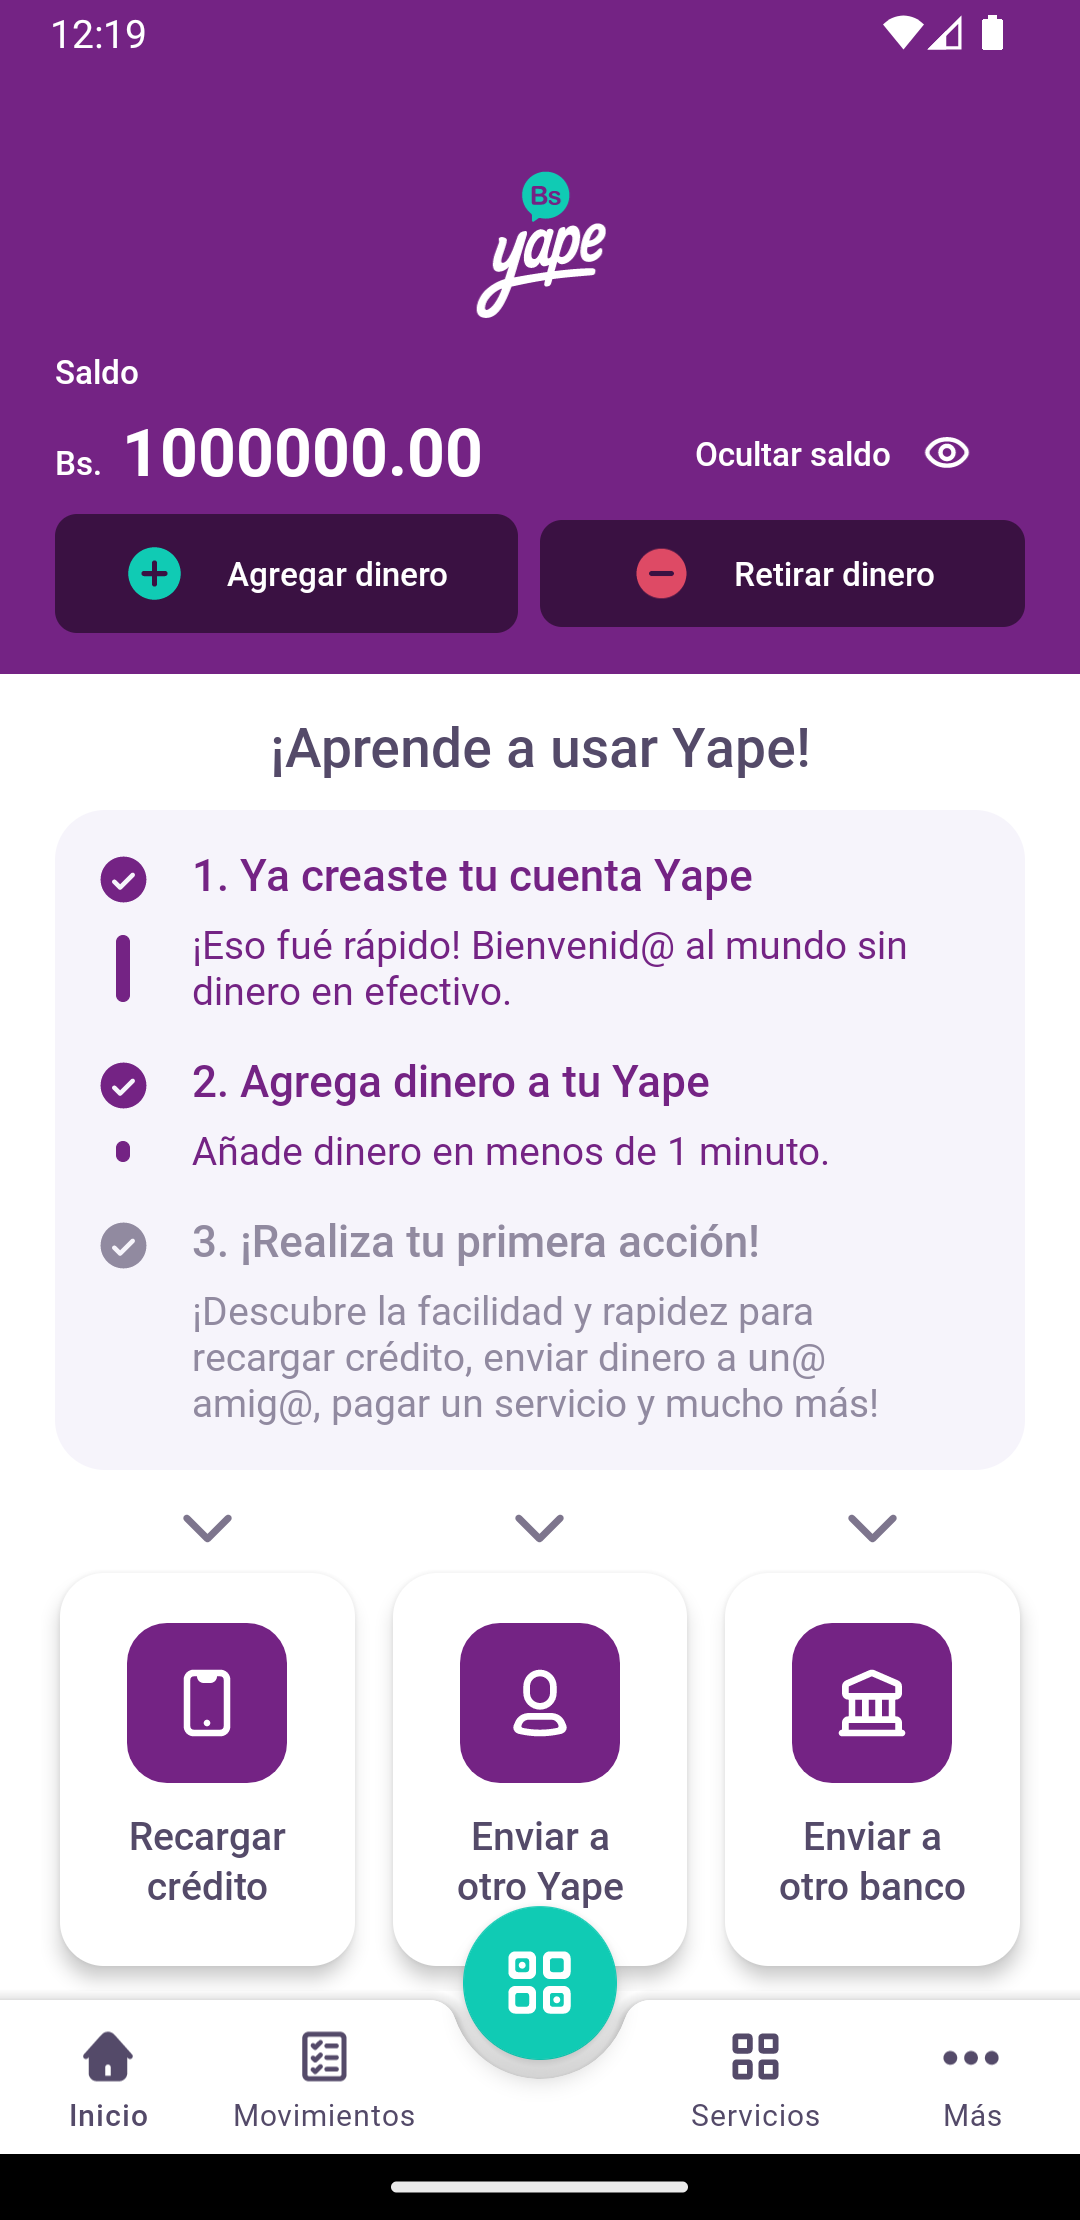 12:19
Bs
yape
Saldo
Bs. 1000000.00
Ocultar saldo
Agregar dinero
Retirar dinero
¡Aprende a usar Yape!
1. Ya creaste tu cuenta Yape
¡Eso fué rápido! Bienvenid@ al mundo sin
dinero en efectivo.
2. Agrega dinero a tu Yape
Añade dinero en menos de 1 minuto.
3. ¡Realiza tu primera acción!
¡Descubre la facilidad y rapidez para
recargar crédito, enviar dinero a un@
amig@, pagar un servicio y mucho más!
Recargar
crédito
Enviar a
otro Yape
Enviar a
otro banco
Inicio
Movimientos
Servicios
Más